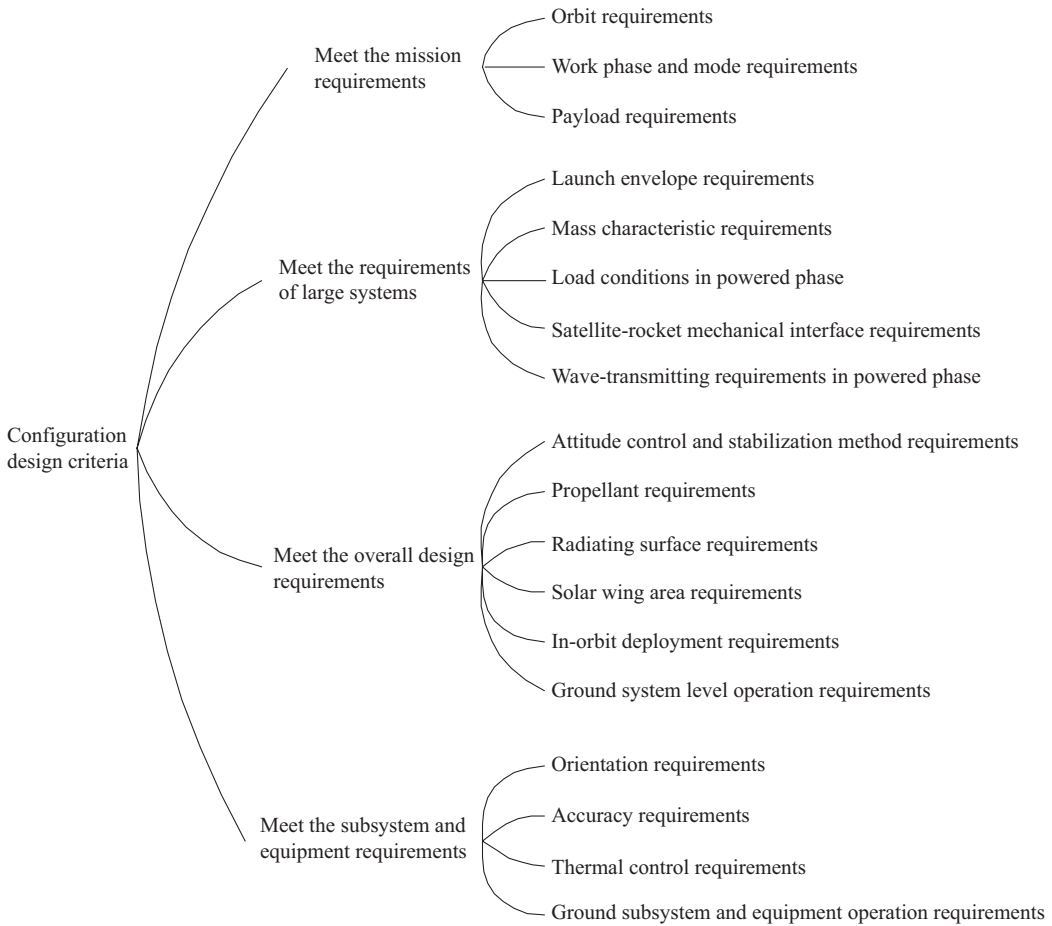 Configuration
design criteria
Meet the mission
requirements
Orbit requirements
Work phase and mode requirements
Payload requirements
Meet the requirements
of large systems
Launch envelope requirements
Mass characteristic requirements
Load conditions in powered phase
Satellite-rocket mechanical interface requirements
Wave-transmitting requirements in powered phase
Meet the overall design
requirements
Attitude control and stabilization method requirements
Propellant requirements
Radiating surface requirements
Solar wing area requirements
In-orbit deployment requirements
Ground system level operation requirements
Meet the subsystem and
equipment requirements
Orientation requirements
Accuracy requirements
Thermal control requirements
Ground subsystem and equipment operation requirements